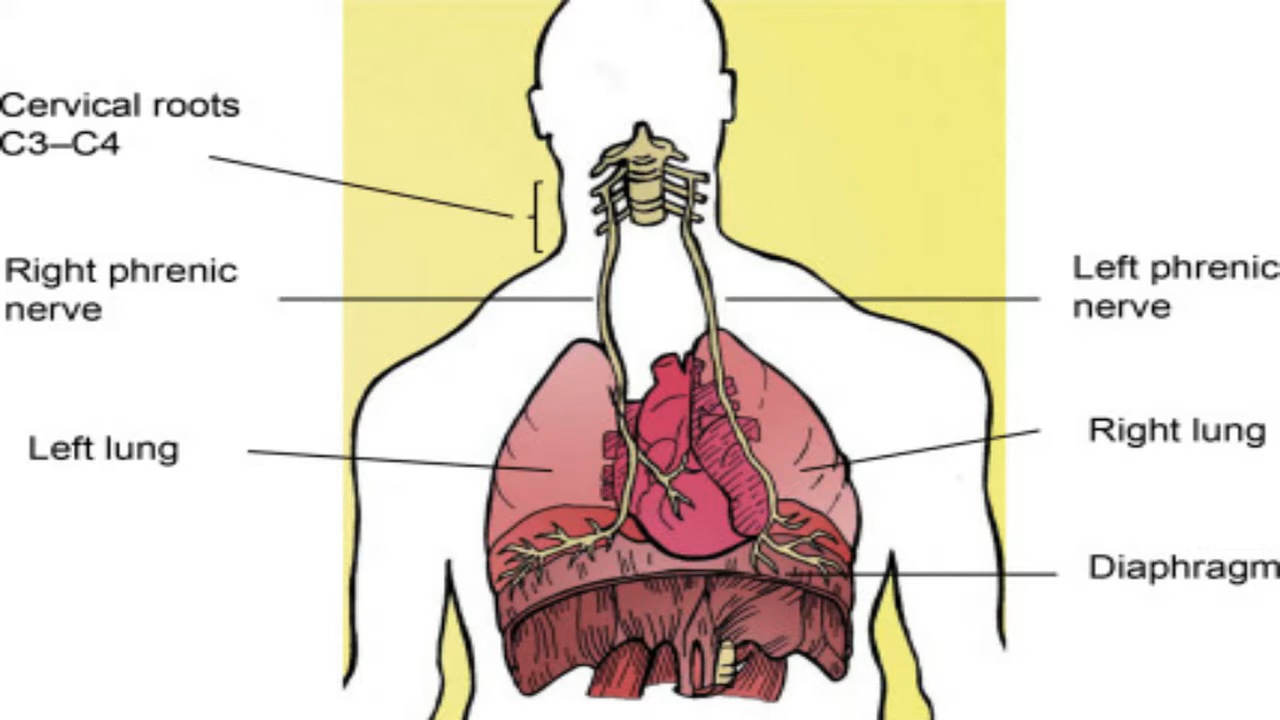 Cervical roots
C3–C4
Right phrenic
nerve
Left phrenic
nerve
Left lung
Right lung
Diaphragm